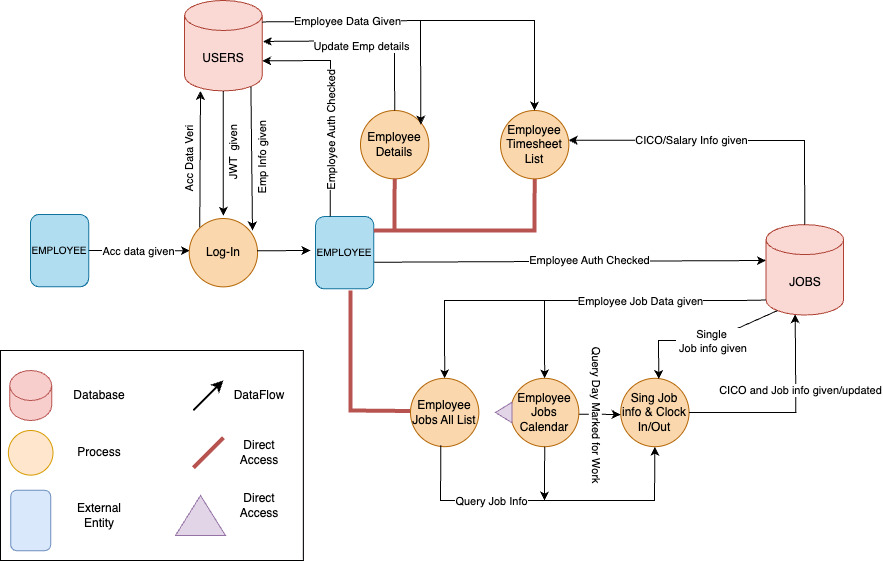 Employee Data Given
Update Emp details
USERS
Acc Data Veri
JWT  given
Emp Info given
Employee Auth Checked
Employee
Details
Employee
Timesheet
List
CICO/Salary Info given
EMPLOYEE
Acc data given
Log-In
EMPLOYEE
Employee Auth Checked
JOBS
Employee Job Data given
Single
Job info given
Query Day Marked for Work
CICO and Job info given/updated
Employee
Jobs All List
Employee
Jobs
Calendar
Sing Job
info & Clock
In/Out
Query Job Info
Database
DataFlow
Process
Direct
Access
External
Entity
Direct
Access